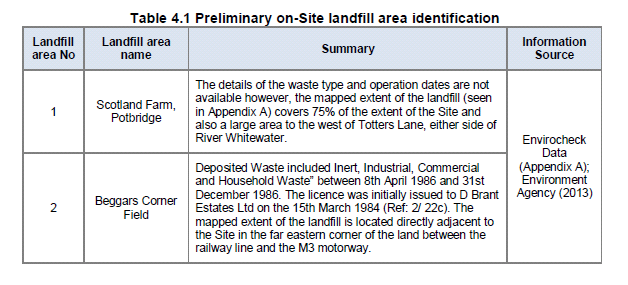 Table 4.1 Preliminary on-Site landfill area identification
Landfill area No
Landfill area name
Summary
Information Source
1
Scotland Farm, Potbridge
The details of the waste type and operation dates are not
available however, the mapped extent of the landfill (seen
in Appendix A) covers 75% of the extent of the Site and
also a large area to the west of Totters Lane, either side of
River Whitewater.
2
Beggars Corner Field
Deposited Waste included Inert, Industrial, Commercial
and Household Waste” between 8th April 1986 and 31st
December 1986. The licence was initially issued to D Brant
Estates Ltd on the 15th March 1984 (Ref: 2/ 22c). The
mapped extent of the landfill is located directly adjacent to
the Site in the far eastern corner of the land between the
railway line and the M3 motorway.
Envirocheck
Data
(Appendix A);
Environment
Agency (2013)